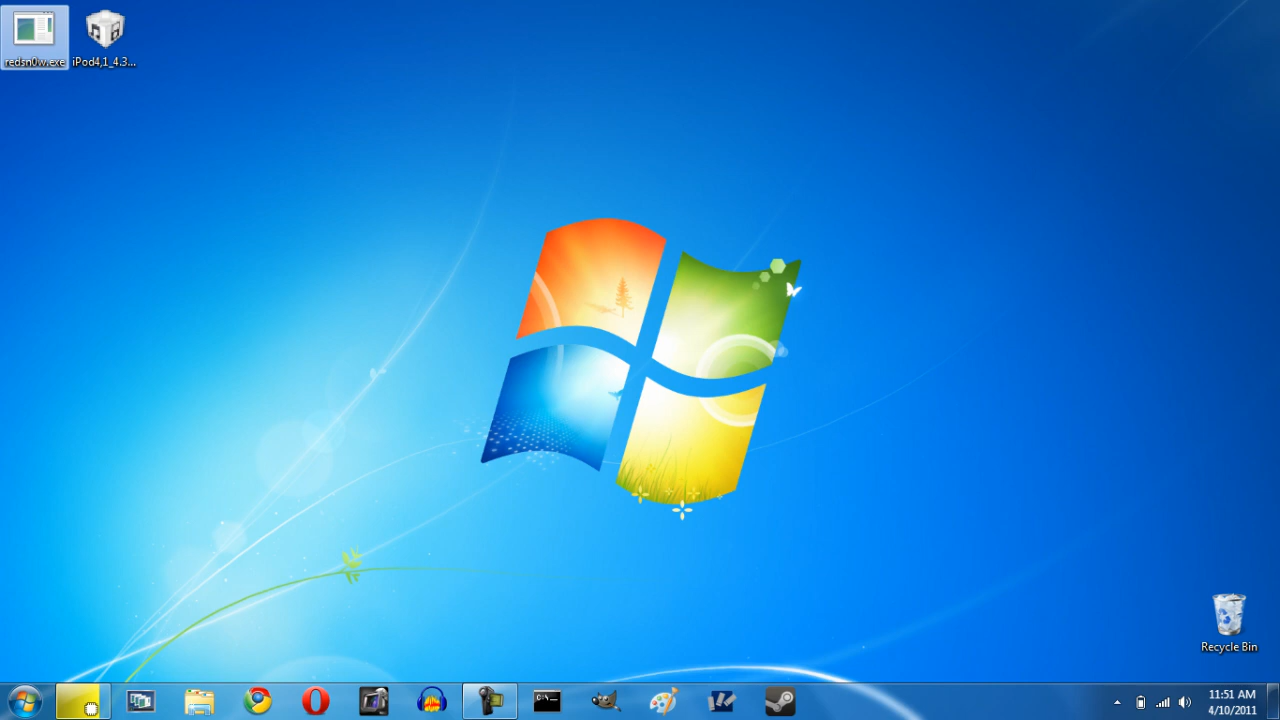 redsn0w.exe
iPod4,1_4.3...
Recycle Bin
C:\_
11:51 AM
4/10/2011